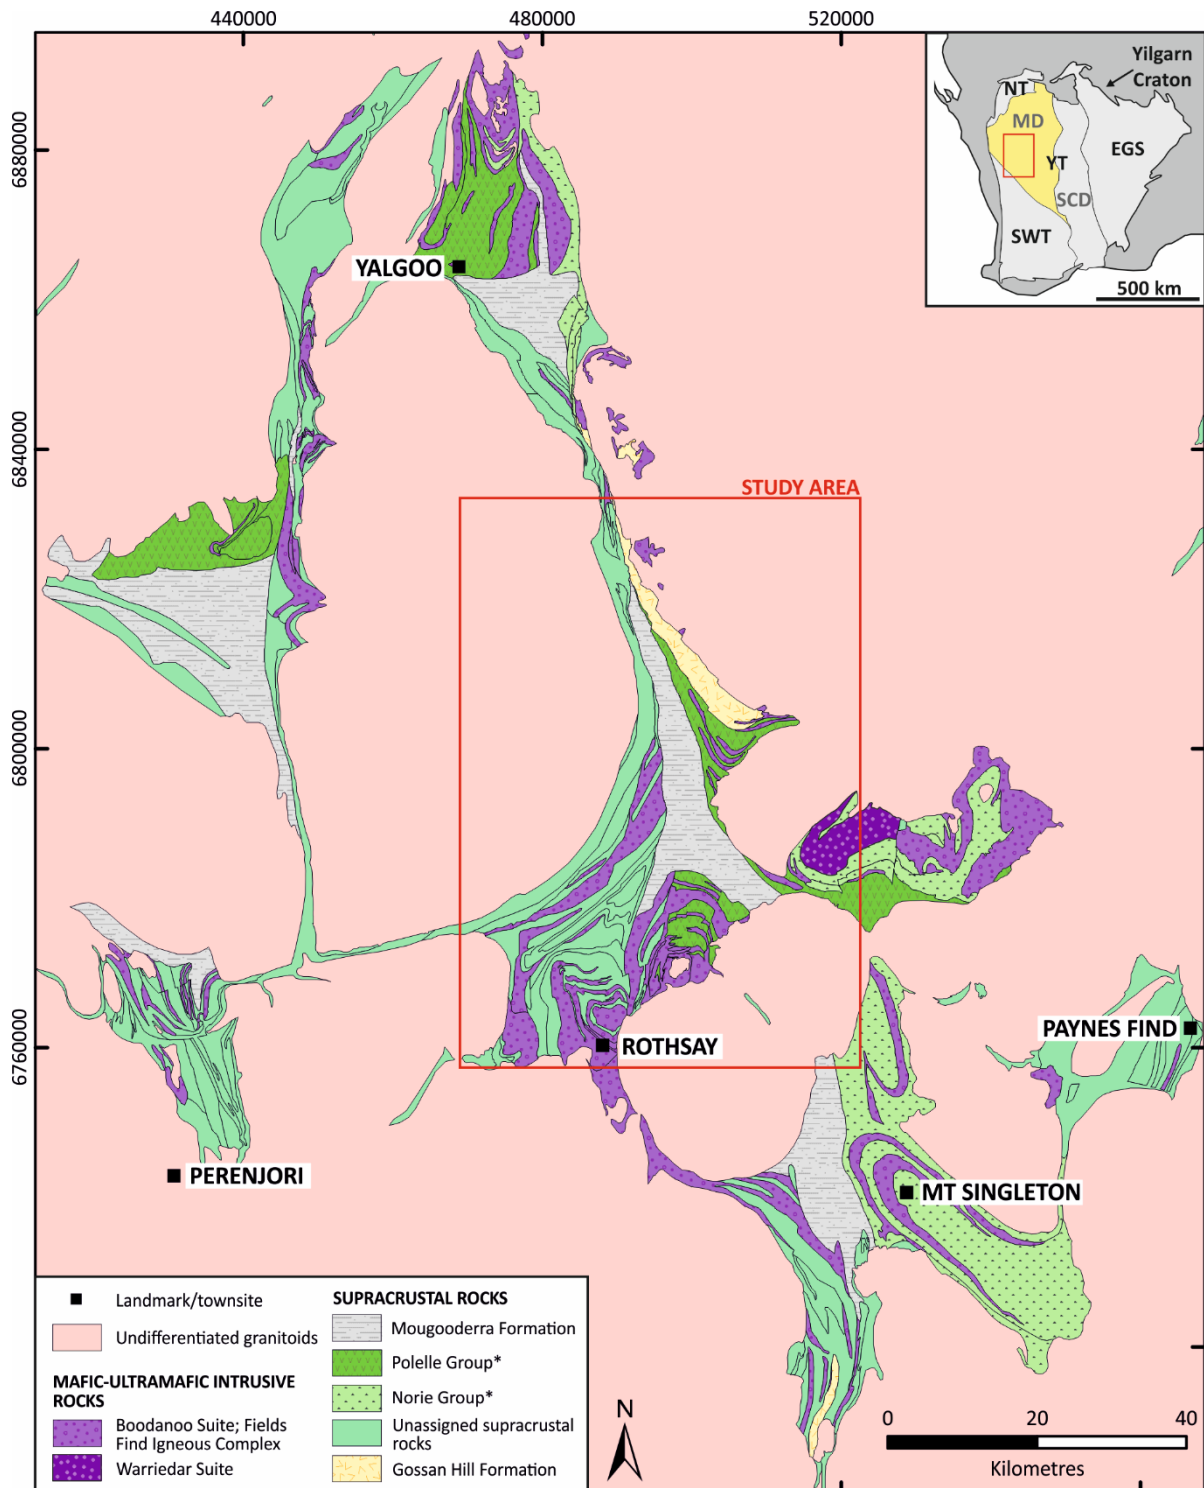 440000
480000
520000
6880000
6840000
6800000
6760000
Yilgarn
Craton
NT
MD
YT
EGS
SCD
SWT
500 km
YALGOO
STUDY AREA
ROTHSAY
PAYNES FIND
PERENJORI
MT SINGLETON
Landmark/townsite
Undifferentiated granitoids
MAFIC-ULTRAMAFIC INTRUSIVE
ROCKS
Boodanoo Suite; Fields
Find Igneous Complex
Warriedar Suite
SUPRACRUSTAL ROCKS
Mougooderra Formation
Polelle Group*
Norie Group*
Unassigned supracrustal
rocks
Gossan Hill Formation
N
0 20 40
Kilometres